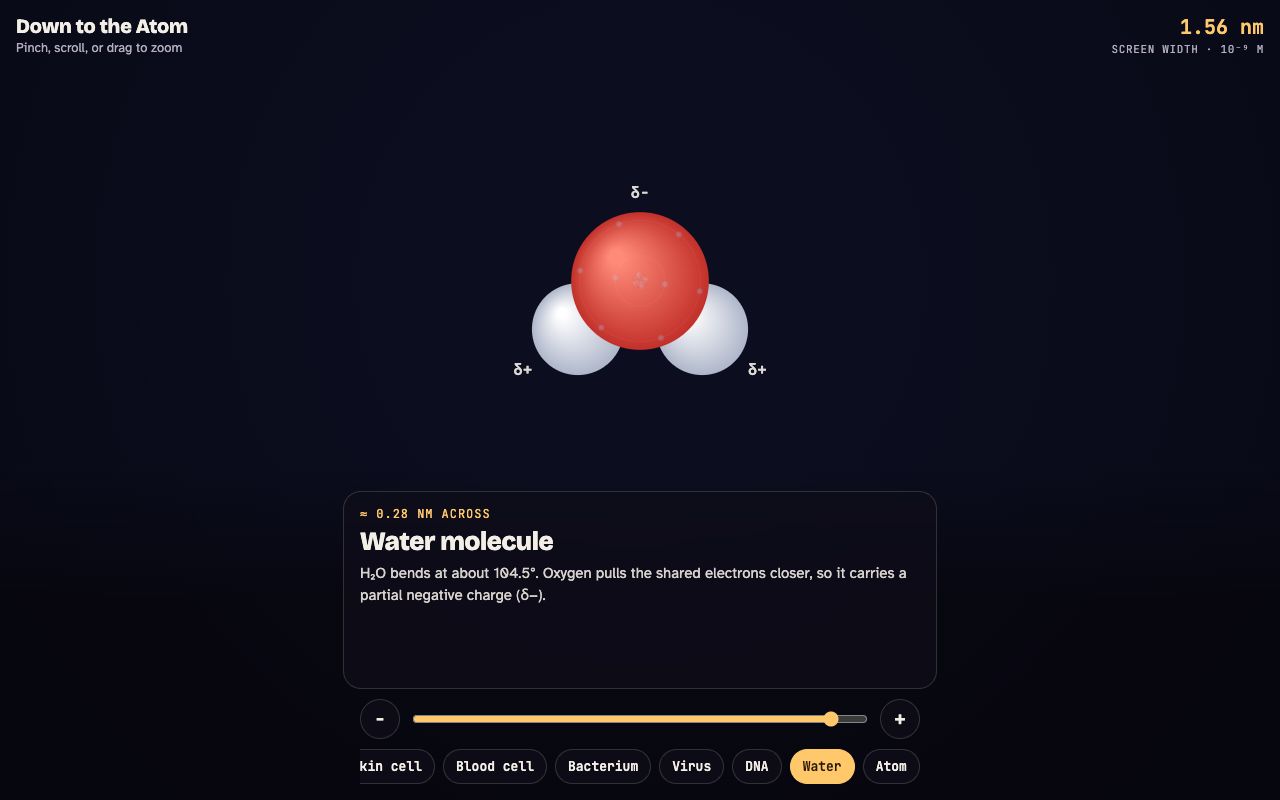 Down to the Atom
Pinch, scroll, or drag to zoom
1.56 nm
SCREEN WIDTH · 10⁻⁹ M
δ-
δ+
δ+
≈ 0.28 NM ACROSS
Water molecule
H₂O bends at about 104.5°. Oxygen pulls the shared electrons closer, so it carries a
partial negative charge (δ–).
-
+
kin cell
Blood cell
Bacterium
Virus
DNA
Water
Atom